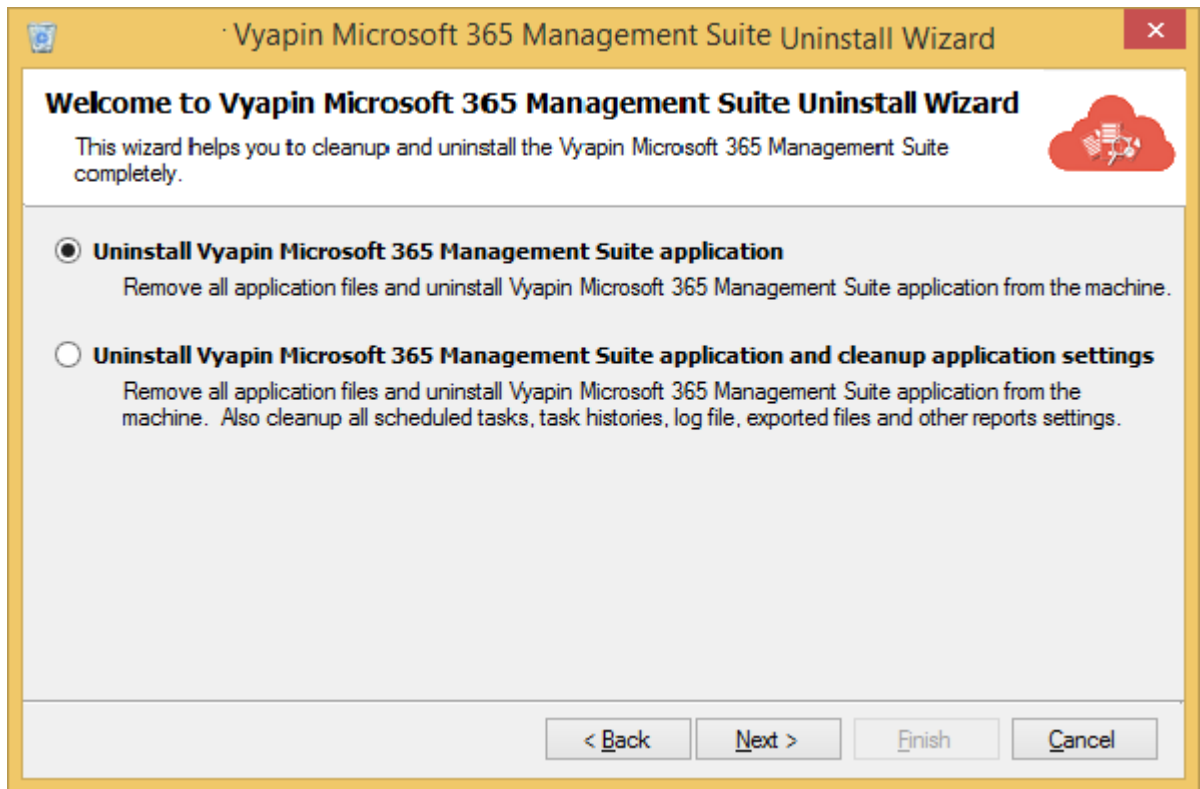 Vyapin Microsoft 365 Management Suite Uninstall Wizard
Welcome to Vyapin Microsoft 365 Management Suite Uninstall Wizard
This wizard helps you to cleanup and uninstall the Vyapin Microsoft 365 Management Suite
completely.
Uninstall Vyapin Microsoft 365 Management Suite application
Remove all application files and uninstall Vyapin Microsoft 365 Management Suite application from the machine.
Uninstall Vyapin Microsoft 365 Management Suite application and cleanup application settings
Remove all application files and uninstall Vyapin Microsoft 365 Management Suite application from the
machine. Also cleanup all scheduled tasks, task histories, log file, exported files and other reports settings.
< Back Next > Finish Cancel